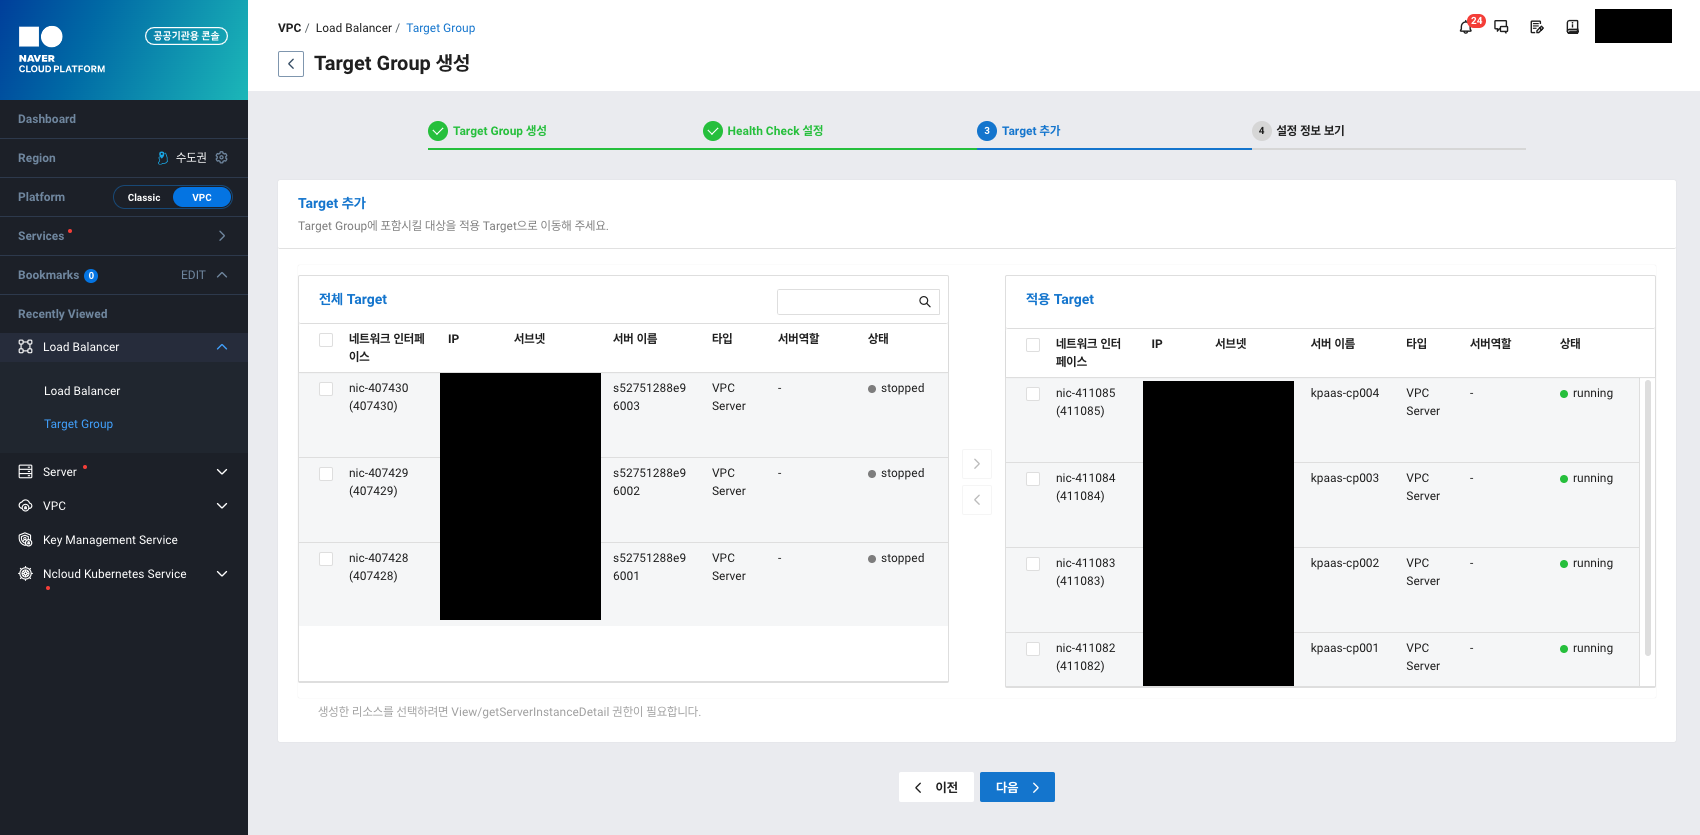 NAVER
CLOUD PLATFORM
공공기관용 콘솔
Dashboard
Region 수도권
Platform Classic VPC
Services
Bookmarks 0 EDIT
Recently Viewed
Load Balancer
Load Balancer
Target Group
Server
VPC
Key Management Service
Ncloud Kubernetes Service
VPC / Load Balancer / Target Group
24
Target Group 생성
Target Group 생성
Health Check 설정
3 Target 추가
4 설정 정보 보기
Target 추가
Target Group에 포함시킬 대상을 적용 Target으로 이동해 주세요.
전체 Target
네트워크 인터페 IP 서브넷 서버 이름 타입 서버역할 상태
이스
nic-407430 s52751288e9 VPC - stopped
(407430) 6003 Server
nic-407429 s52751288e9 VPC - stopped
(407429) 6002 Server
nic-407428 s52751288e9 VPC - stopped
(407428) 6001 Server
적용 Target
네트워크 인터 IP 서브넷 서버 이름 타입 서버역할 상태
페이스
nic-411085 kpaas-cp004 VPC - running
(411085) Server
nic-411084 kpaas-cp003 VPC - running
(411084) Server
nic-411083 kpaas-cp002 VPC - running
(411083) Server
nic-411082 kpaas-cp001 VPC - running
(411082) Server
생성한 리소스를 선택하려면 View/getServerInstanceDetail 권한이 필요합니다.
이전
다음